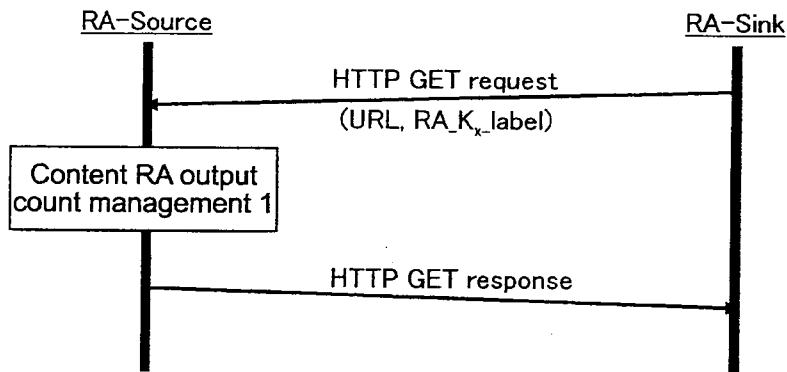 RA-Source
RA-Sink
HTTP GET request
(URL, RA_Kx_label)
Content RA output
count management 1
HTTP GET response